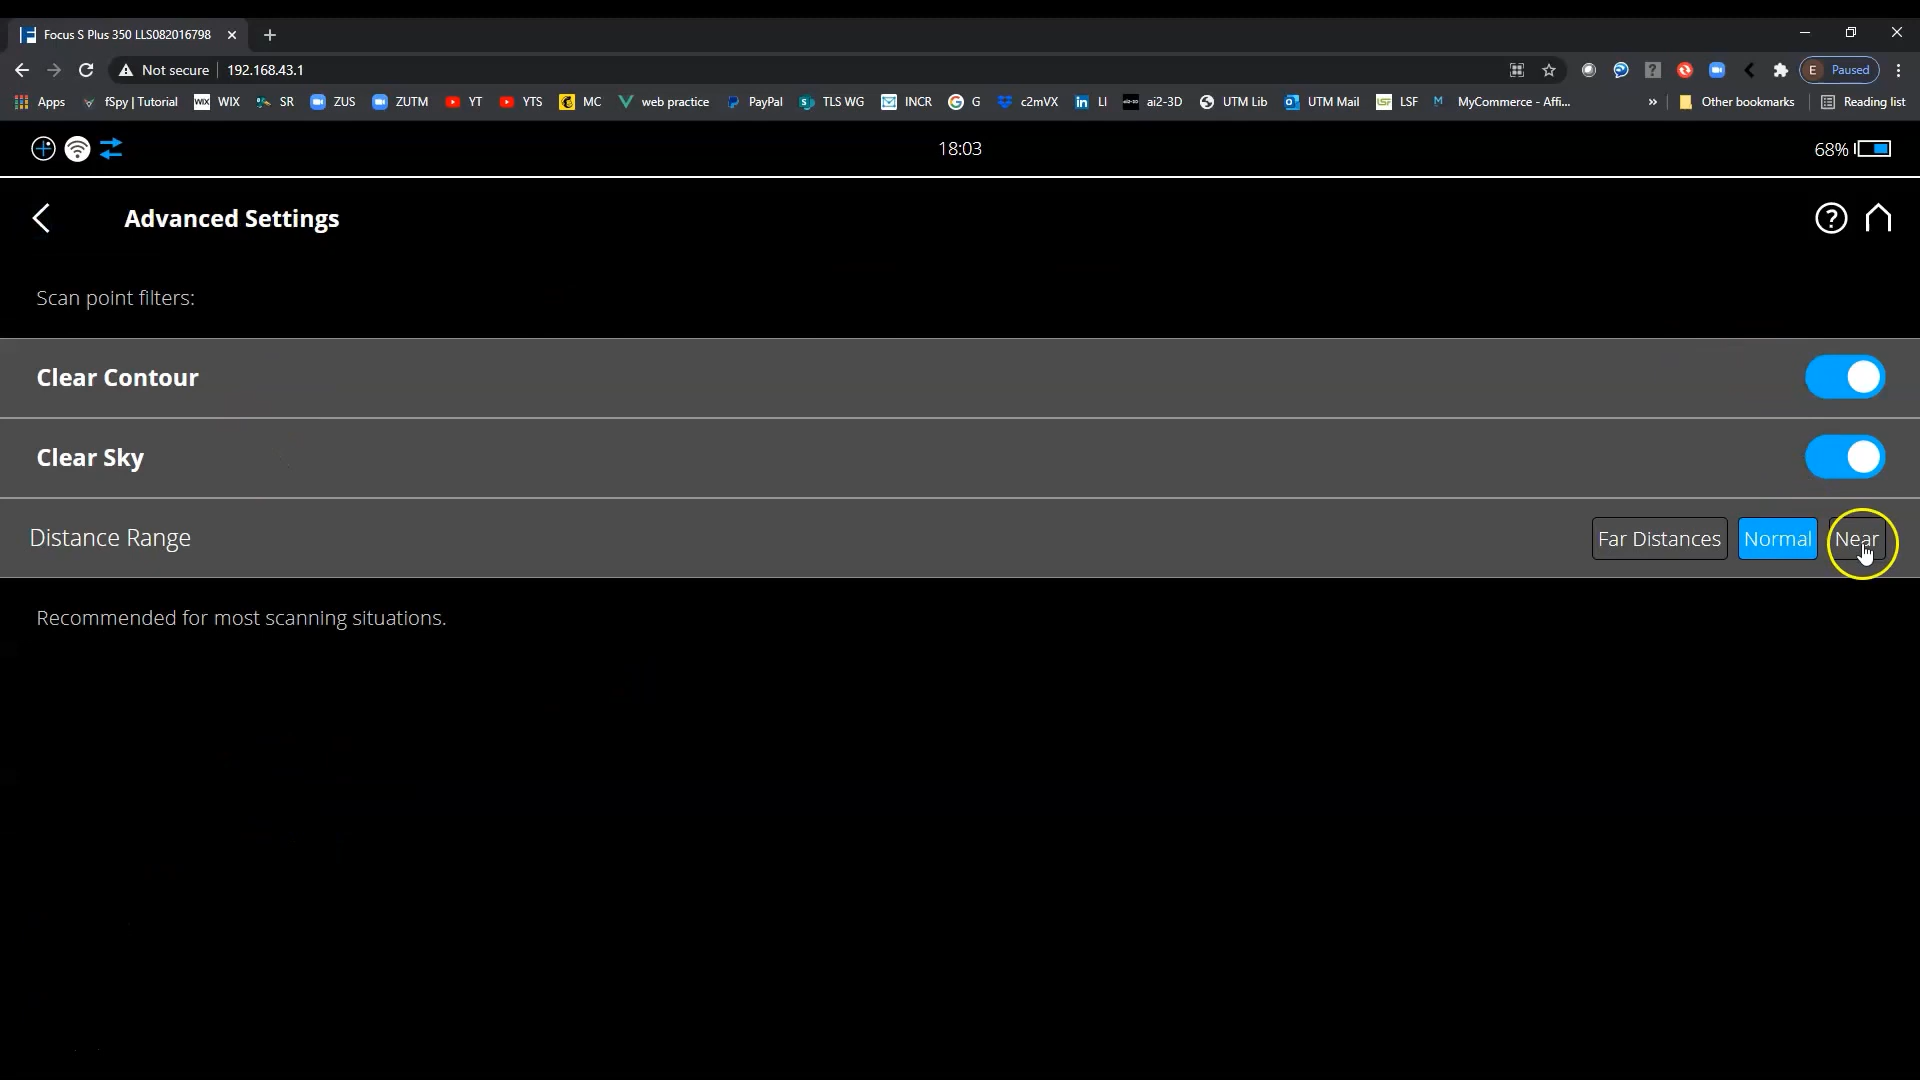 Focus S Plus 350 LLS082016798
Not secure 192.168.43.1
E Paused
Apps fSpy | Tutorial WIX WIX SR ZUS ZUTM YT YTS MC web practice PayPal TLS WG INCR G c2mVX LI ai2-3D UTM Lib UTM Mail LSF MyCommerce - Affi... » Other bookmarks Reading list
18:03
68%
Advanced Settings
Scan point filters:
Clear Contour
Clear Sky
Distance Range Far Distances Normal Near
Recommended for most scanning situations.